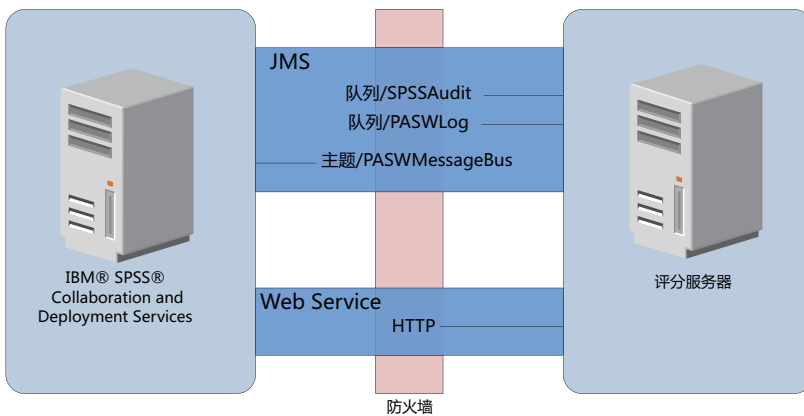 JMS
队列/SPSSAudit
队列/PASWLog
主题/PASWMessageBus
IBM® SPSS®
Collaboration and
Deployment Services
评分服务器
Web Service
HTTP
防火墙